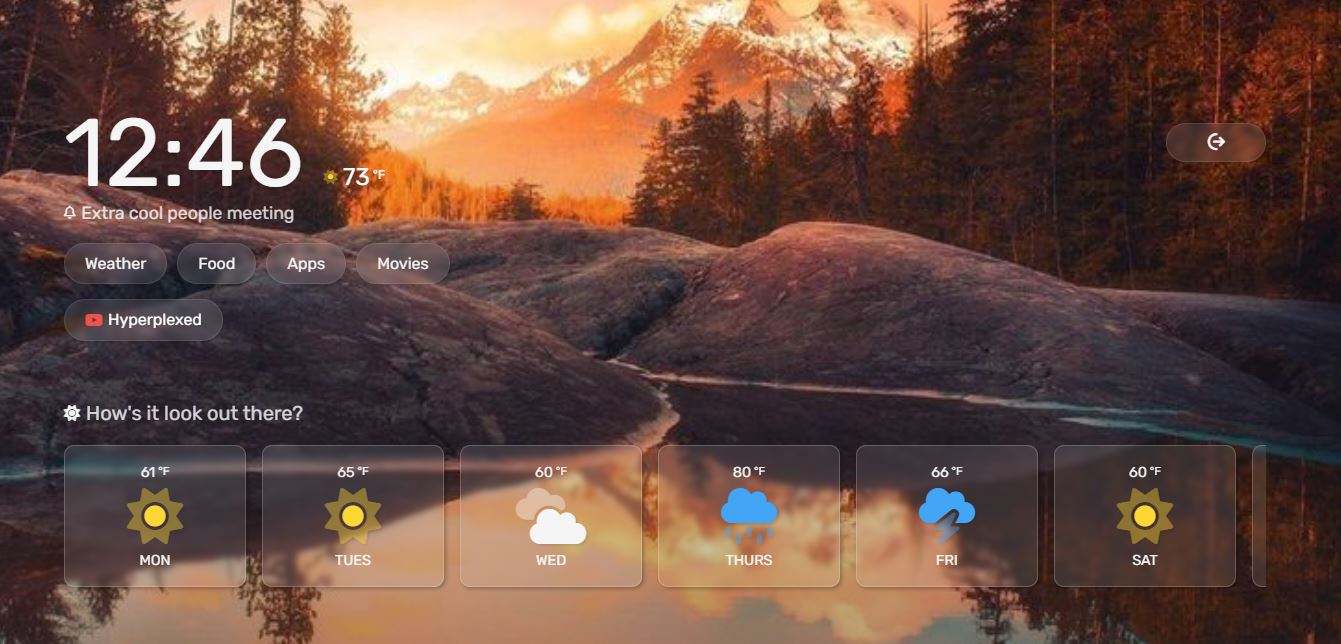 12:46
73°F
Extra cool people meeting
Weather Food Apps Movies
Hyperplexed
How's it look out there?
61°F 65°F 60°F 80°F 66°F 60°F
MON TUES WED THURS FRI SAT